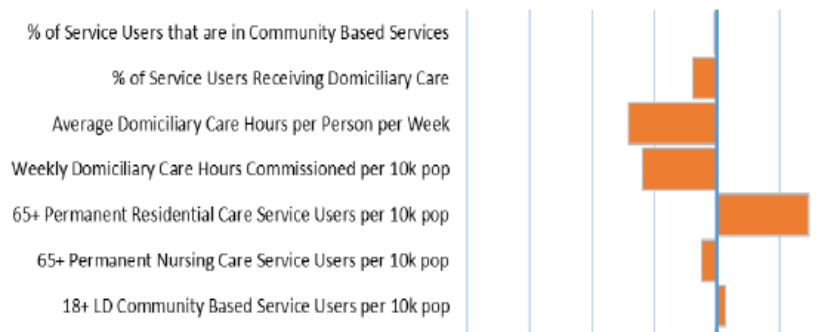 % of Service Users that are in Community Based Services
% of Service Users Receiving Domiciliary Care
Average Domiciliary Care Hours per Person per Week
Weekly Domiciliary Care Hours Commissioned per 10k pop
65+ Permanent Residential Care Service Users per 10k pop
65+ Permanent Nursing Care Service Users per 10k pop
18+ LD Community Based Service Users per 10k pop